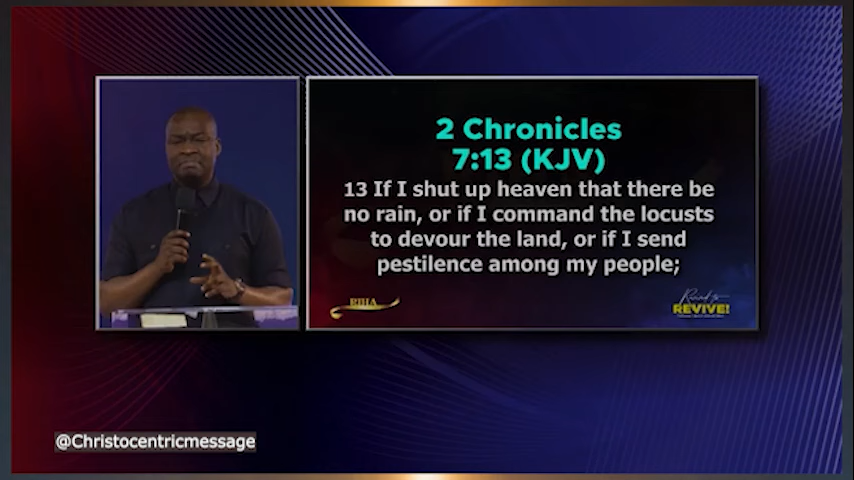 2 Chronicles
7:13 (KJV)
13 If I shut up heaven that there be
no rain, or if I command the locusts
to devour the land, or if I send
pestilence among my people;
REVIVE!
@Christocentricmessage